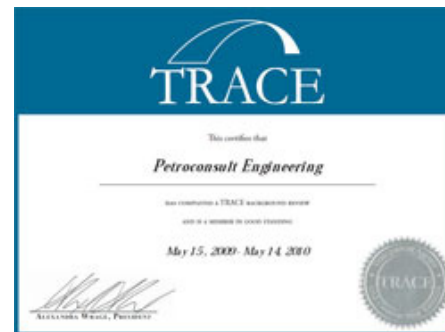 TRACE
This certifies that
Petroconsult Engineering
HAS COMPLETED A TRACE BACKGROUND REVIEW
AND IS A MEMBER IN GOOD STANDING
May 15, 2009- May 14, 2010
ALEXANDRA WRAGE, PRESIDENT
TRACE